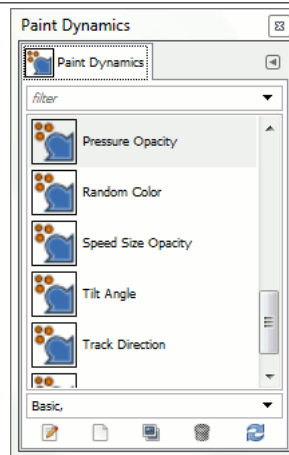 Paint Dynamics
Paint Dynamics
filter
Pressure Opacity
Random Color
Speed Size Opacity
Tilt Angle
Track Direction
Basic,